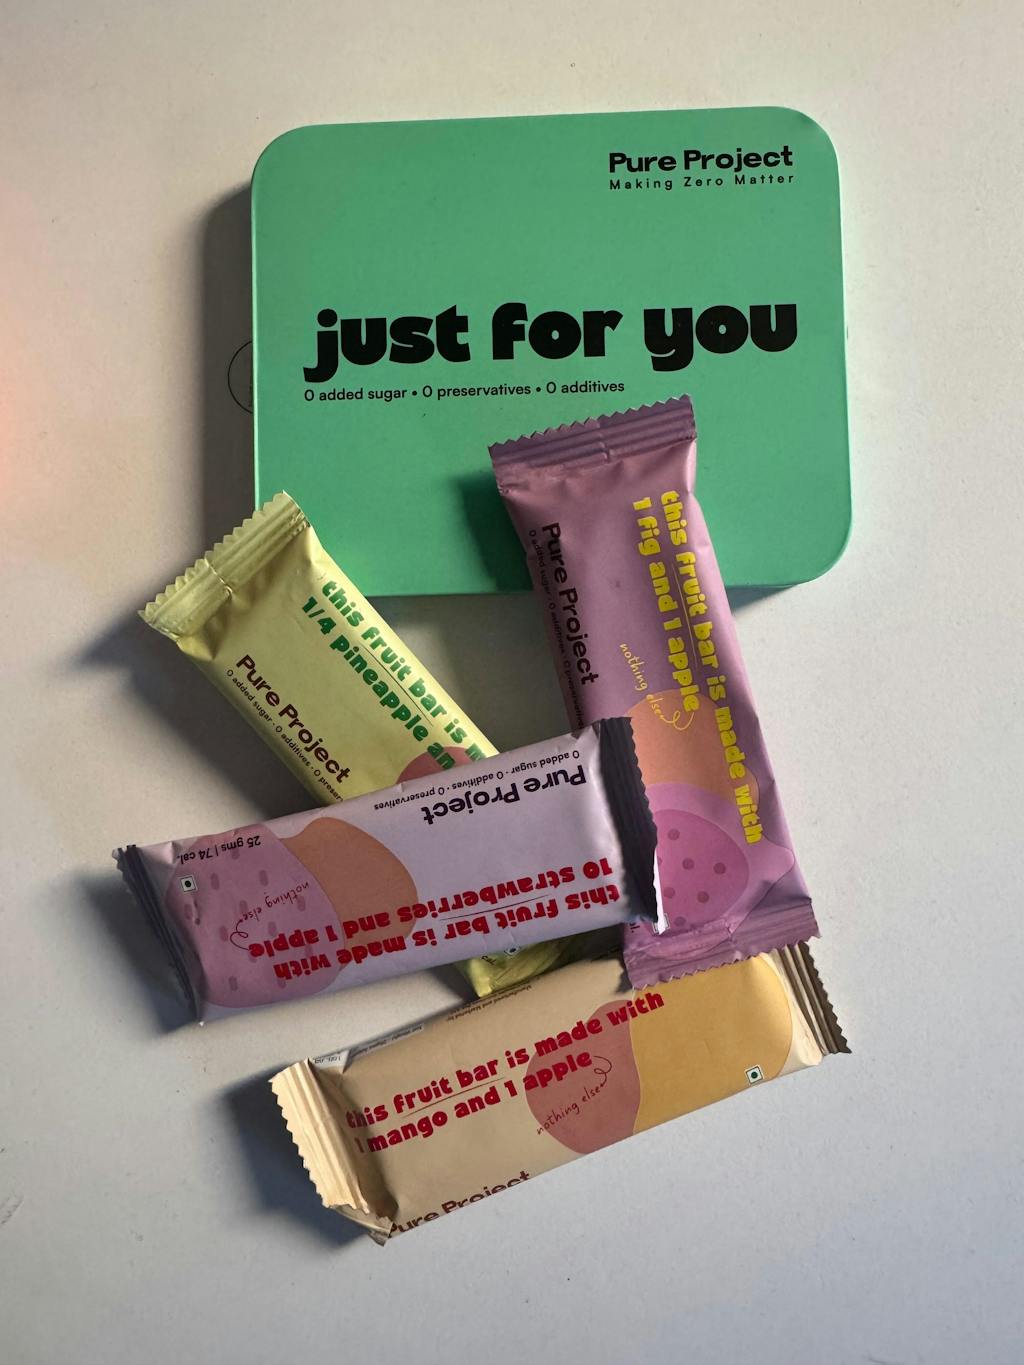 Pure Project
Making Zero Matter
just for you
0 added sugar • 0 preservatives • 0 additives
this fruit bar is made with
1 fig and 1 apple
nothing else
Pure Project
0 added sugar · 0 additives · 0 preservatives
this fruit bar is
1/4 pineapple
Pure Project
0 added sugar · 0 additives · 0
this fruit bar is made with
10 strawberries and 1 apple
nothing else
Pure Project
0 added sugar · 0 additives · 0 preservatives
25 gms | 74 cal.
this fruit bar is made with
1 mango and 1 apple
nothing else
Pure Project